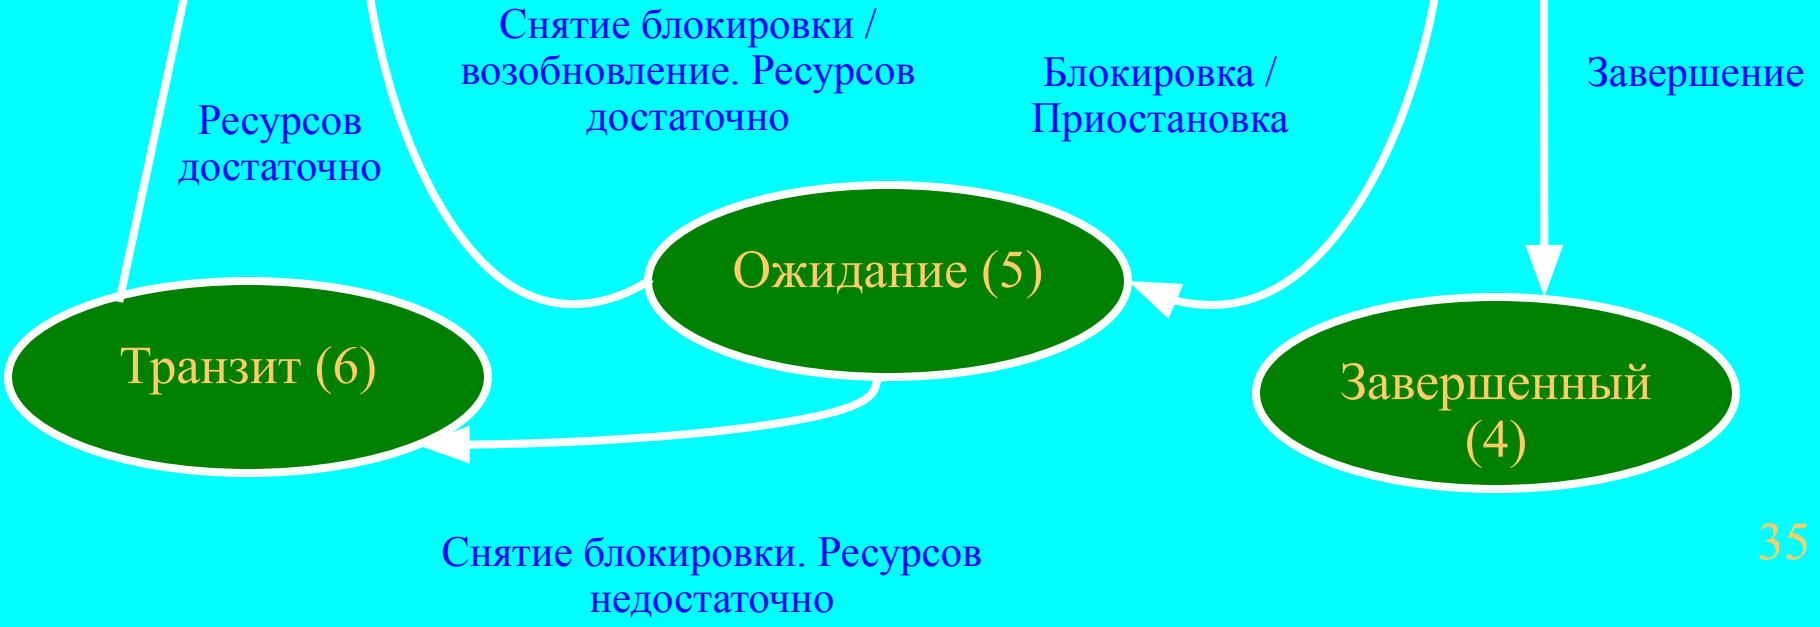 Снятие блокировки /
возобновление. Ресурсов
достаточно
Блокировка /
Приостановка
Завершение
Ресурсов
достаточно
Ожидание (5)
Транзит (6)
Завершенный
(4)
Снятие блокировки. Ресурсов
недостаточно
35